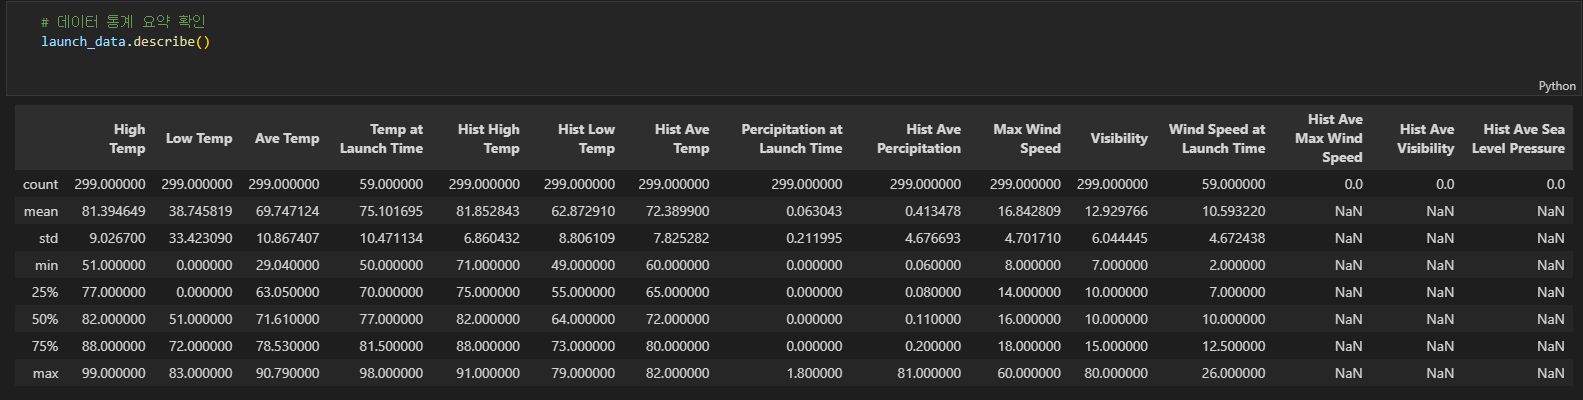 # 데이터 통계 요약 확인
launch_data.describe()
Python
High Temp Low Temp Ave Temp Temp at Launch Time Hist High Temp Hist Low Temp Hist Ave Temp Percipitation at Launch Time Hist Ave Percipitation Max Wind Speed Visibility Wind Speed at Launch Time Hist Ave Max Wind Speed Hist Ave Visibility Hist Ave Sea Level Pressure
count 299.000000 299.000000 299.000000 59.000000 299.000000 299.000000 299.000000 299.000000 299.000000 299.000000 299.000000 59.000000 0.0 0.0 0.0
mean 81.394649 38.745819 69.747124 75.101695 81.852843 62.872910 72.389900 0.063043 0.413478 16.842809 12.929766 10.593220 NaN NaN NaN
std 9.026700 33.423090 10.867407 10.471134 6.860432 8.806109 7.825282 0.211995 4.676693 4.701710 6.044445 4.672438 NaN NaN NaN
min 51.000000 0.000000 29.040000 50.000000 71.000000 49.000000 60.000000 0.000000 0.060000 8.000000 7.000000 2.000000 NaN NaN NaN
25% 77.000000 0.000000 63.050000 70.000000 75.000000 55.000000 65.000000 0.000000 0.080000 14.000000 10.000000 7.000000 NaN NaN NaN
50% 82.000000 51.000000 71.610000 77.000000 82.000000 64.000000 72.000000 0.000000 0.110000 16.000000 10.000000 10.000000 NaN NaN NaN
75% 88.000000 72.000000 78.530000 81.500000 88.000000 73.000000 80.000000 0.000000 0.200000 18.000000 15.000000 12.500000 NaN NaN NaN
max 99.000000 83.000000 90.790000 98.000000 91.000000 79.000000 82.000000 1.800000 81.000000 60.000000 80.000000 26.000000 NaN NaN NaN